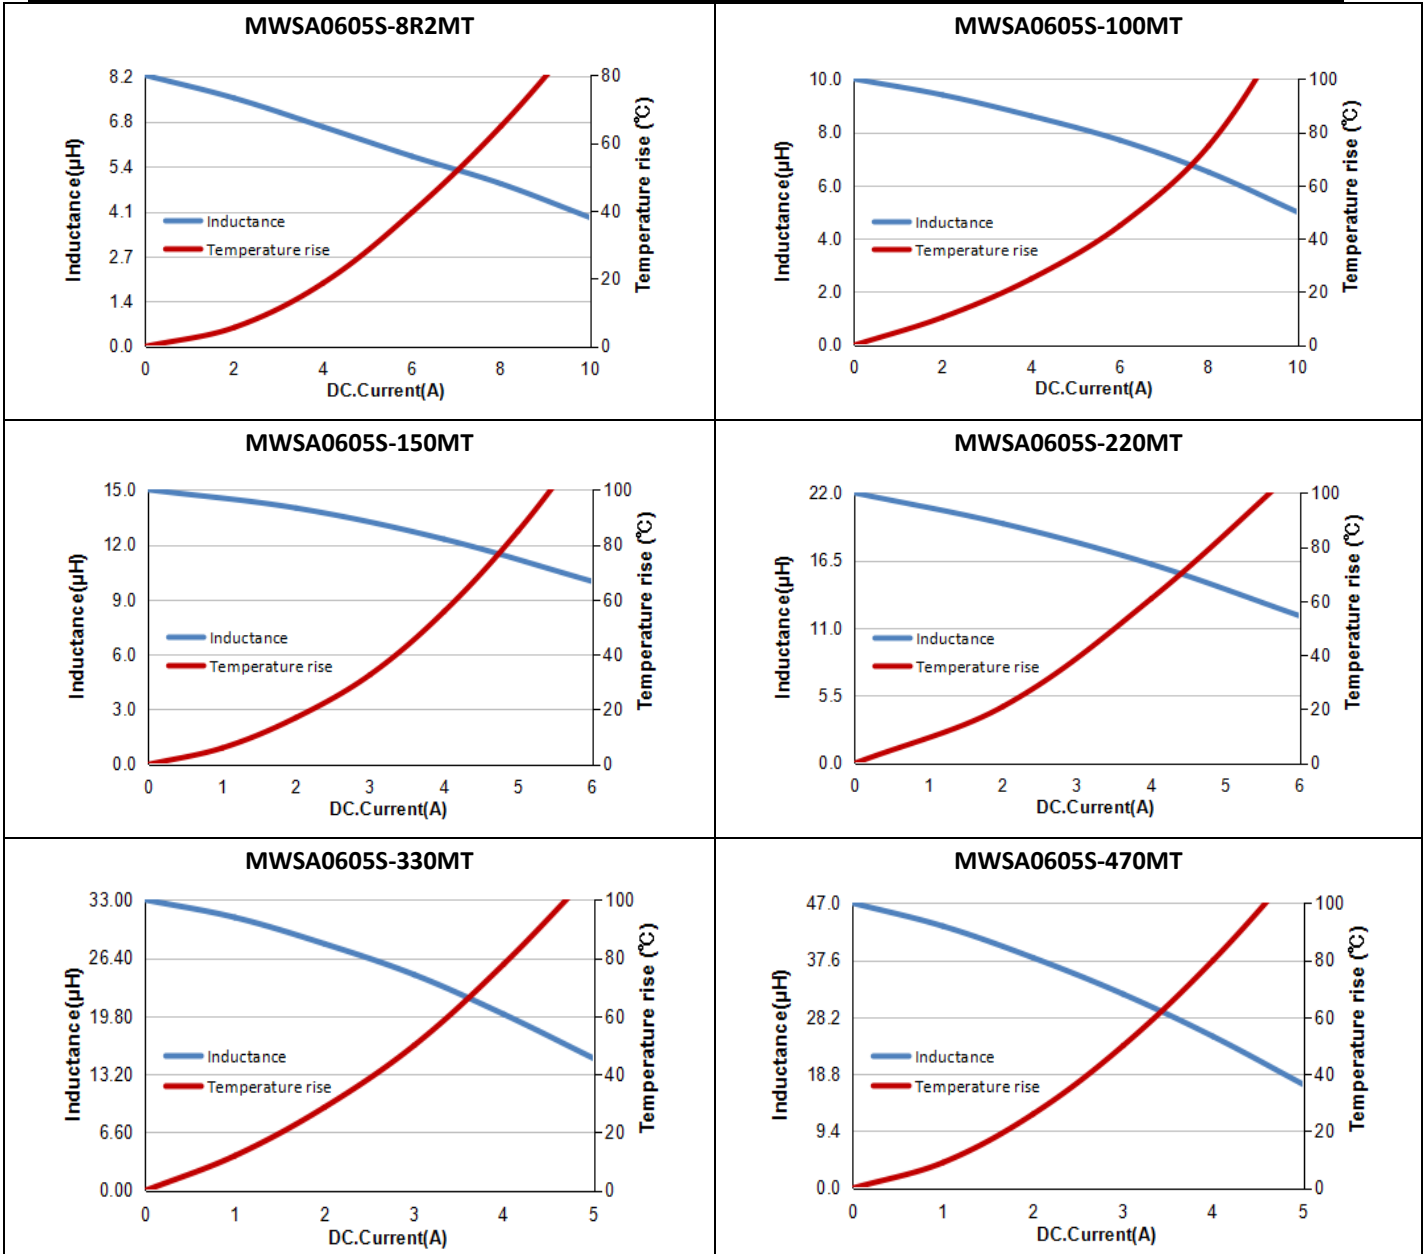 MWSA0605S-8R2MT
8.2
6.8
5.4
4.1
2.7
1.4
0.0
Inductance(µH)
Inductance
Temperature rise
80
60
40
20
0
Temperature rise (℃)
0 2 4 6 8 10
DC.Current(A)
MWSA0605S-100MT
10.0
8.0
6.0
4.0
2.0
0.0
Inductance(µH)
Inductance
Temperature rise
100
80
60
40
20
0
Temperature rise (℃)
0 2 4 6 8 10
DC.Current(A)
MWSA0605S-150MT
15.0
12.0
9.0
6.0
3.0
0.0
Inductance(µH)
Inductance
Temperature rise
100
80
60
40
20
0
Temperature rise (℃)
0 1 2 3 4 5 6
DC.Current(A)
MWSA0605S-220MT
22.0
16.5
11.0
5.5
0.0
Inductance(µH)
Inductance
Temperature rise
100
80
60
40
20
0
Temperature rise (℃)
0 1 2 3 4 5 6
DC.Current(A)
MWSA0605S-330MT
33.00
26.40
19.80
13.20
6.60
0.00
Inductance(µH)
Inductance
Temperature rise
100
80
60
40
20
0
Temperature rise (℃)
0 1 2 3 4 5
DC.Current(A)
MWSA0605S-470MT
47.0
37.6
28.2
18.8
9.4
0.0
Inductance(µH)
Inductance
Temperature rise
100
80
60
40
20
0
Temperature rise (℃)
0 1 2 3 4 5
DC.Current(A)